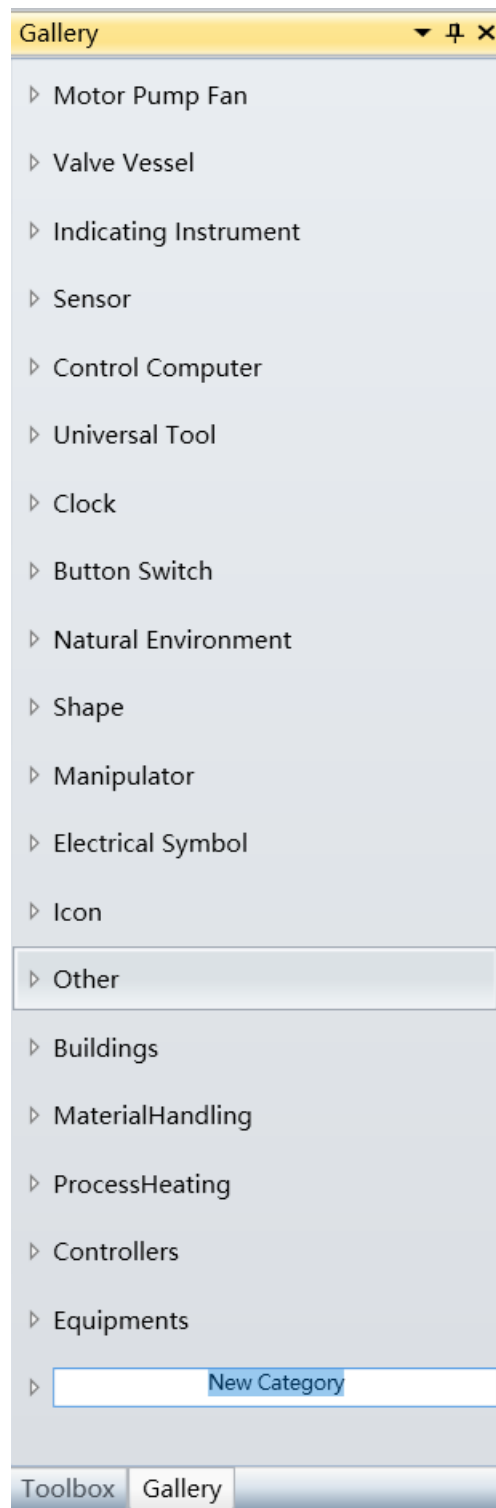 Gallery
Motor Pump Fan
Valve Vessel
Indicating Instrument
Sensor
Control Computer
Universal Tool
Clock
Button Switch
Natural Environment
Shape
Manipulator
Electrical Symbol
Icon
Other
Buildings
MaterialHandling
ProcessHeating
Controllers
Equipments
New Category
Toolbox Gallery